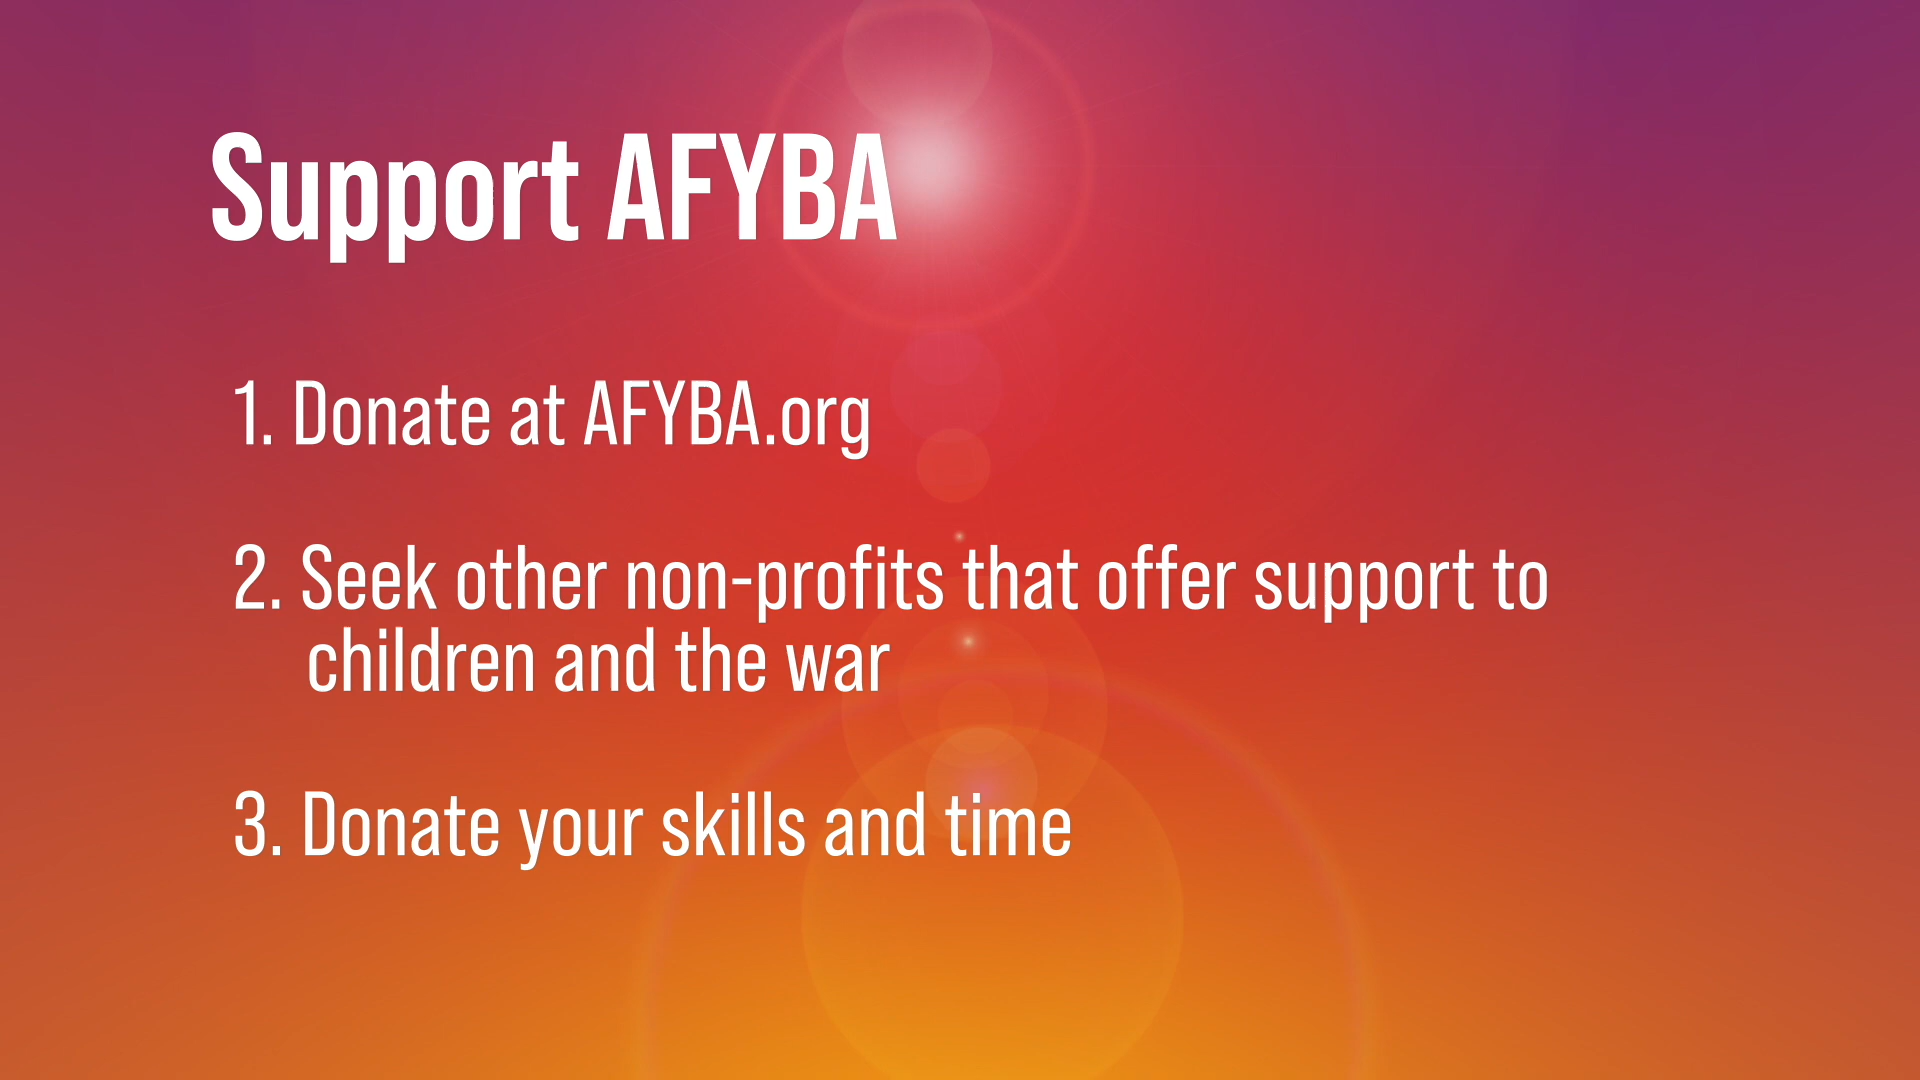 Support AFYBA
1. Donate at AFYBA.org
2. Seek other non-profits that offer support to
children and the war
3. Donate your skills and time